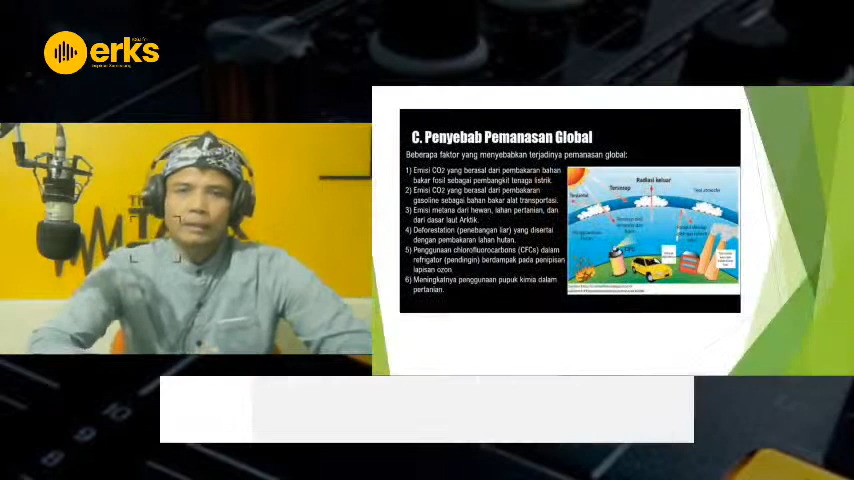 erks
C. Penyebab Pemanasan Global
Beberapa faktor yang menyebabkan terjadinya pemanasan global:
1) Emisi CO2 yang berasal dari pembakaran bahan
bakar fosil sebagai pembangkit tenaga listrik.
2) Emisi CO2 yang berasal dari pembakaran
gasoline sebagai bahan bakar alat transportasi.
3) Emisi metana dari hewan, lahan pertanian, dan
dari dasar laut Arktik.
4) Deforestation (penebangan liar) yang disertai
dengan pembakaran lahan hutan.
5) Penggunaan chlorofluorocarbons (CFCs) dalam
refrigator (pendingin) berdampak pada penipisan
lapisan ozon
6) Meningkatnya penggunaan pupuk kimia dalam
pertanian.
Radiasi keluar
CFC
10
9
6